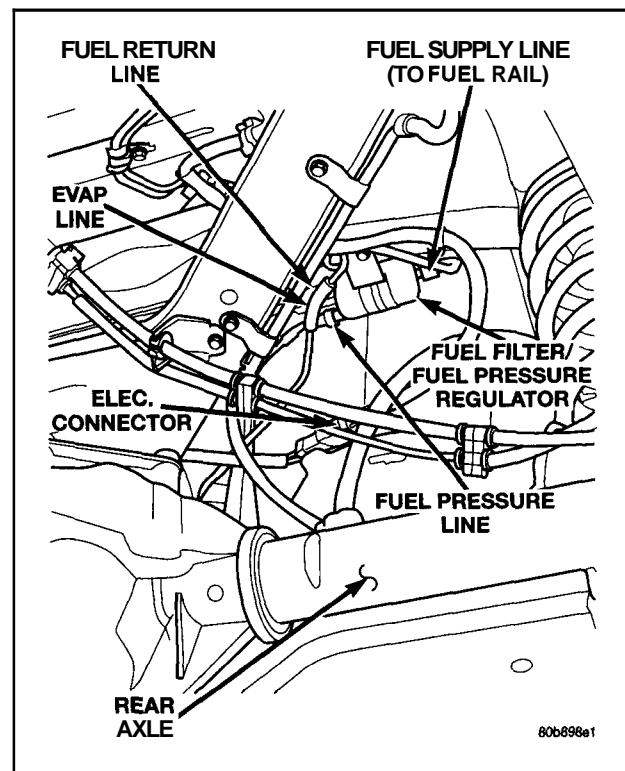 FUEL RETURN
LINE
FUEL SUPPLY LINE
(TO FUEL RAIL)
EVAP
LINE
FUEL FILTER/
FUEL PRESSURE
REGULATOR
ELEC.
CONNECTOR
FUEL PRESSURE
LINE
REAR
AXLE
80b898e1